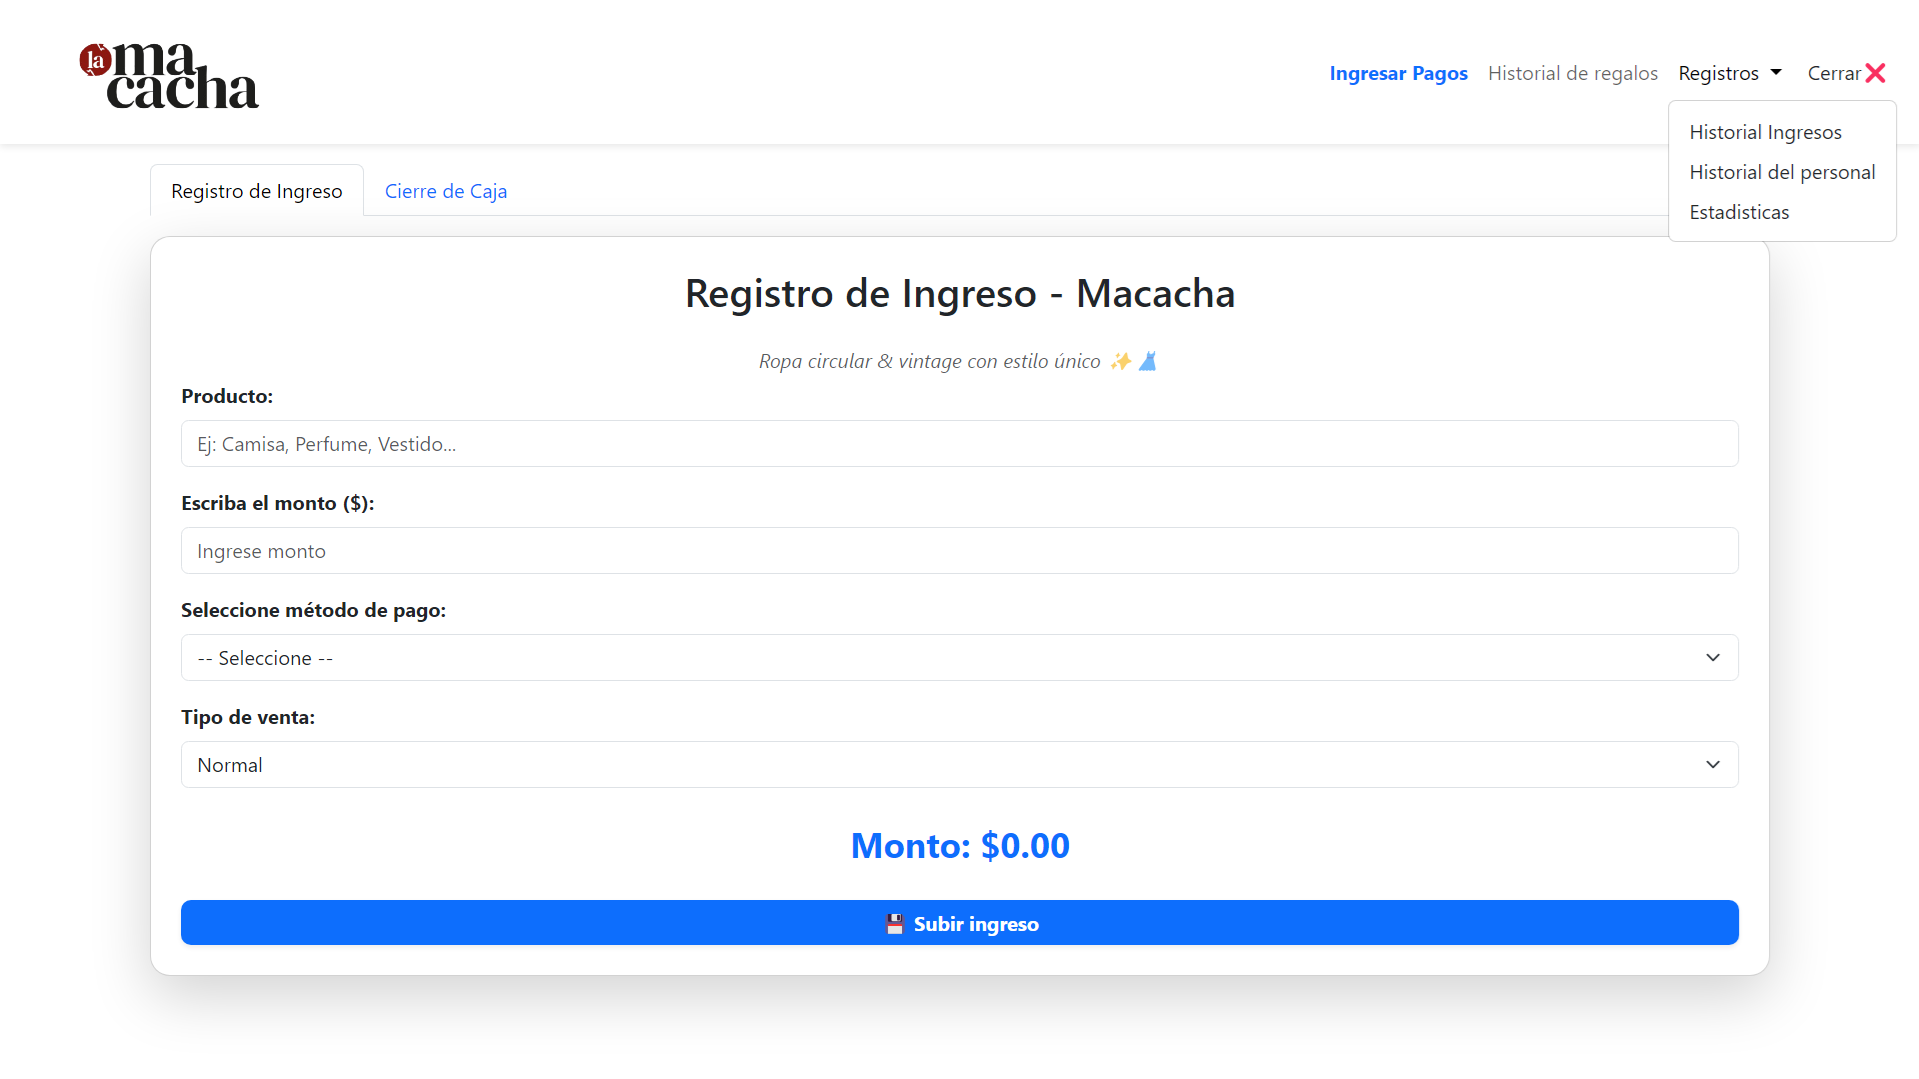 la ma
cacha
Ingresar Pagos Historial de regalos Registros Cerrar
Historial Ingresos
Historial del personal
Estadisticas
Registro de Ingreso Cierre de Caja
Registro de Ingreso - Macacha
Ropa circular & vintage con estilo único
Producto:
Ej: Camisa, Perfume, Vestido...
Escriba el monto ($):
Ingrese monto
Seleccione método de pago:
-- Seleccione --
Tipo de venta:
Normal
Monto: $0.00
Subir ingreso